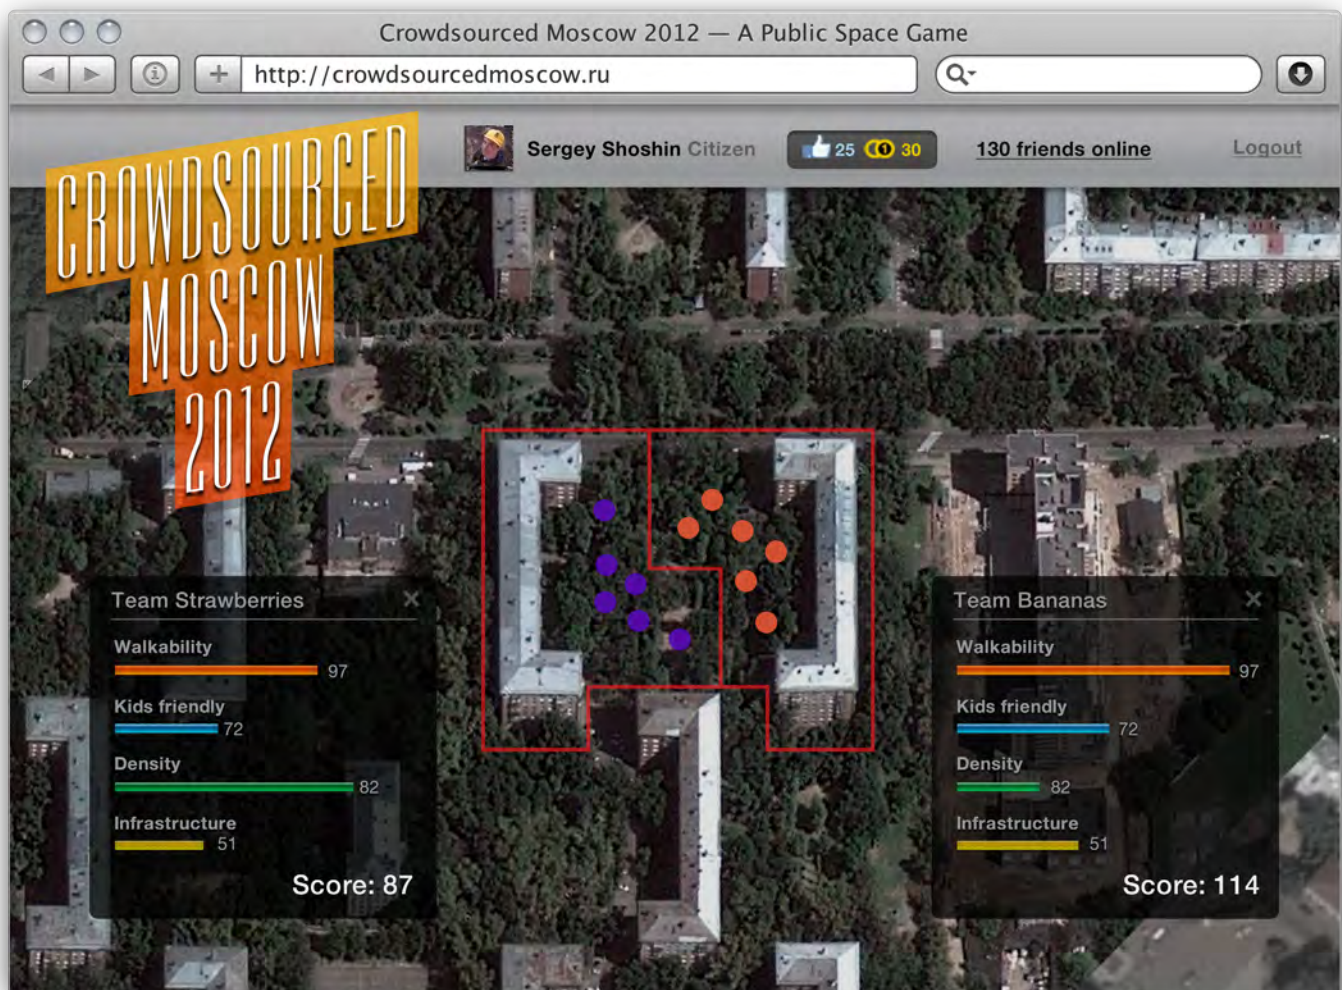 Crowdsourced Moscow 2012 — A Public Space Game
http://crowdsourcedmoscow.ru
Sergey Shoshin Citizen
25
1
30
130 friends online
Logout
CROWDSOURCED
MOSCOW
2012
Team Strawberries
Walkability
97
Kids friendly
72
Density
82
Infrastructure
51
Score: 87
Team Bananas
Walkability
97
Kids friendly
72
Density
82
Infrastructure
51
Score: 114